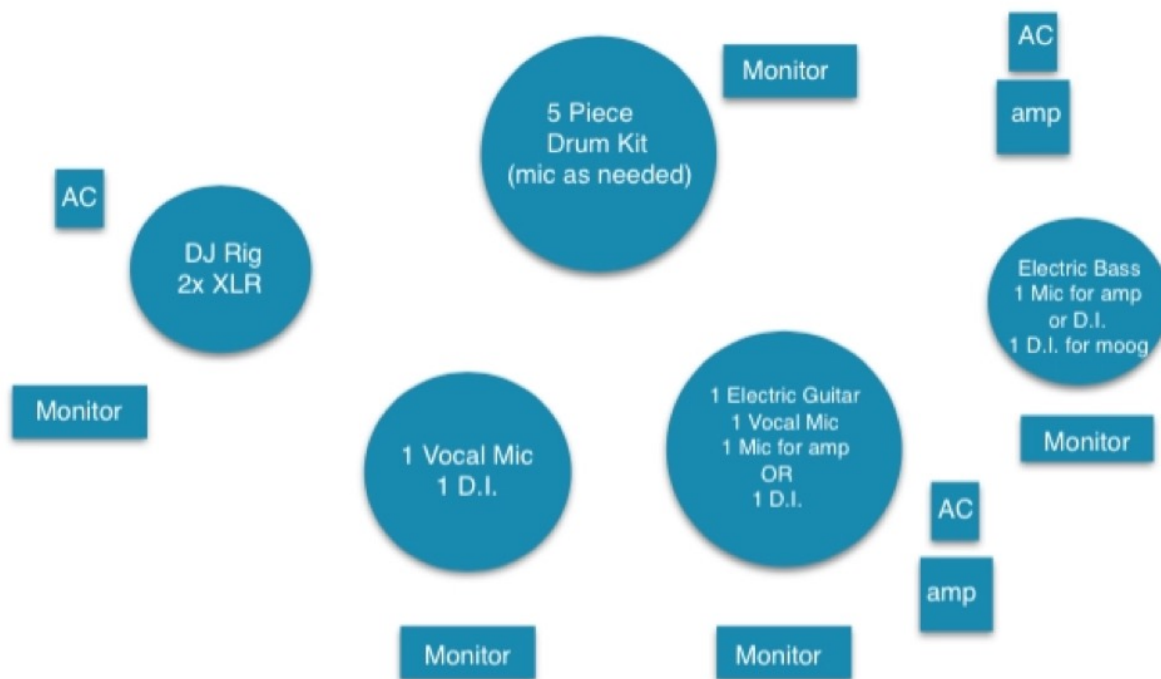 AC
Monitor
amp
5 Piece
Drum Kit
(mic as needed)
AC
DJ Rig
2x XLR
Electric Bass
1 Mic for amp
or D.I.
1 D.I. for moog
Monitor
1 Electric Guitar
1 Vocal Mic
1 Mic for amp
OR
1 D.I.
Monitor
1 Vocal Mic
1 D.I.
AC
amp
Monitor
Monitor